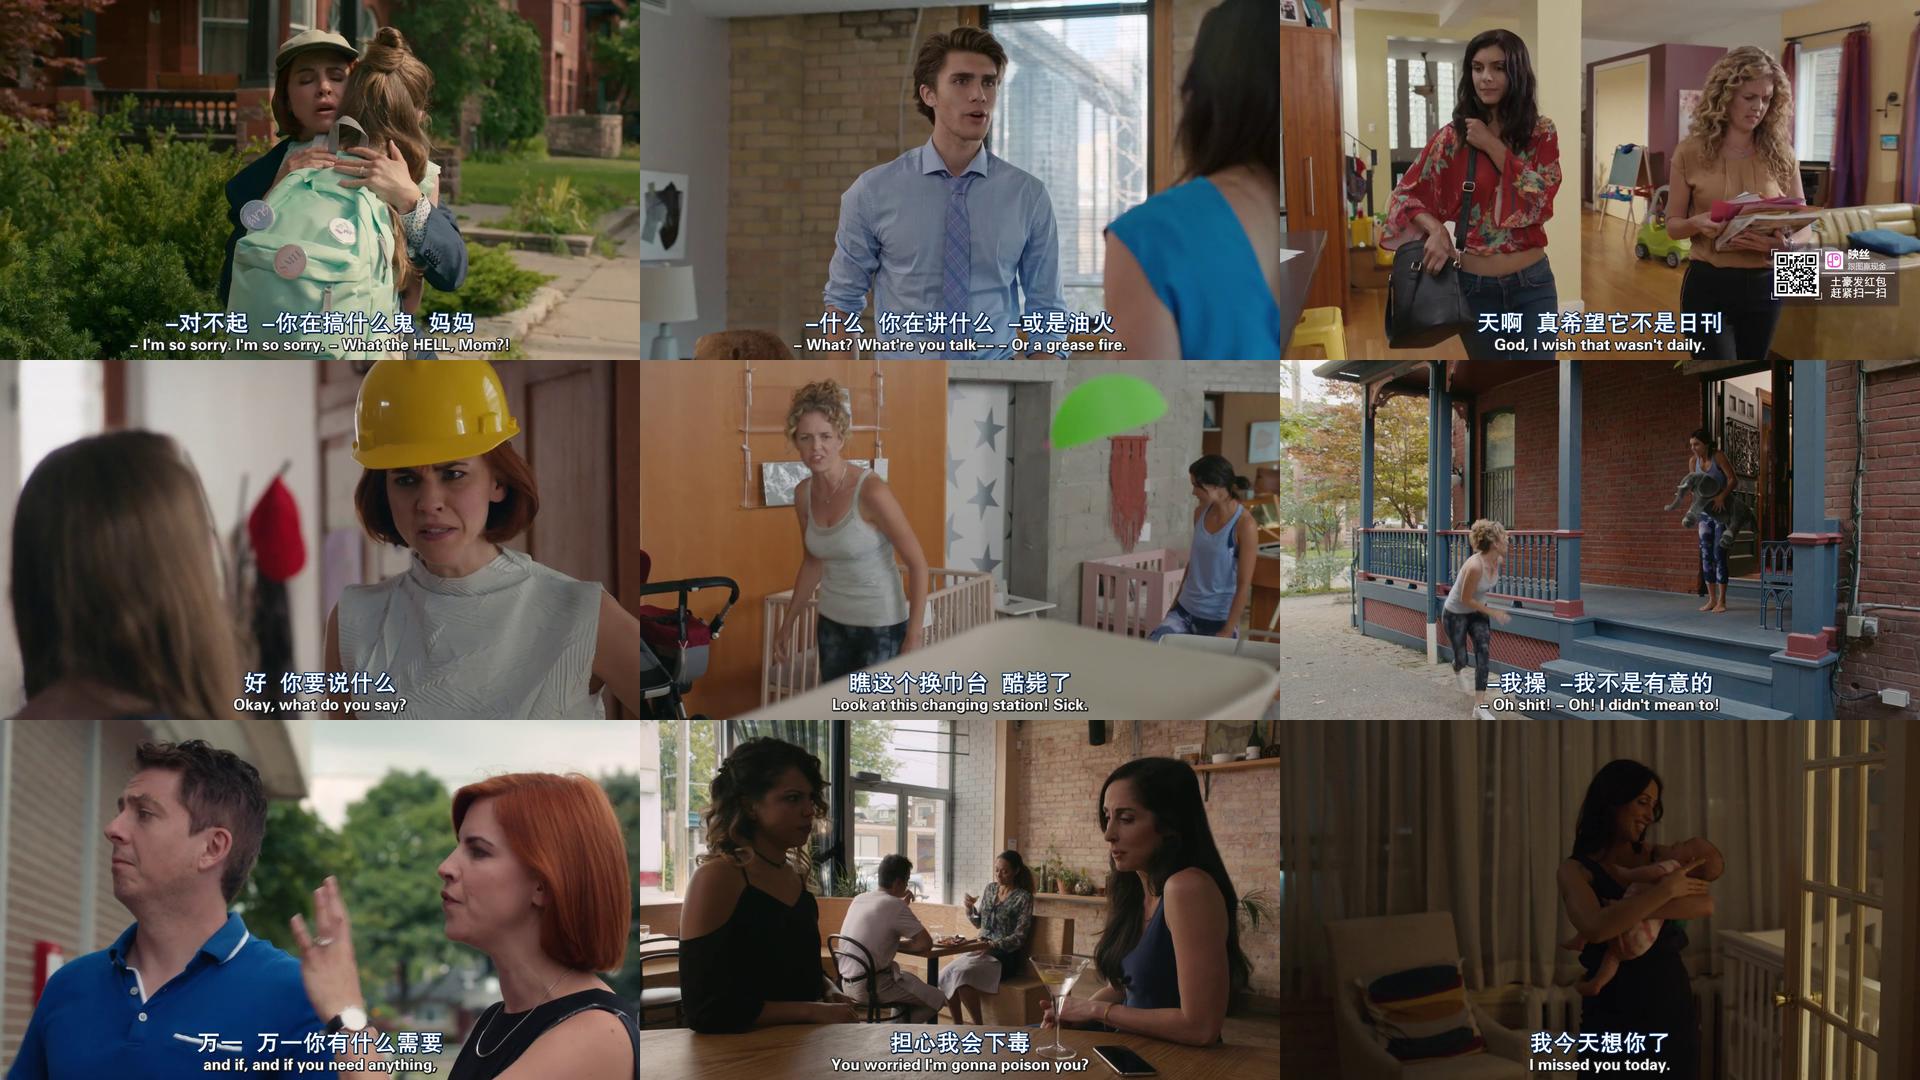 –对不起 –你在搞什么鬼 妈妈
– I'm so sorry. I'm so sorry. – What the HELL, Mom?!
–什么 你在讲什么 –或是油火
– What? What're you talk–– – Or a grease fire.
映丝
跟图赢现金
土豪发红包
赶紧扫一扫
天啊 真希望它不是日刊
God, I wish that wasn't daily.
好 你要说什么
Okay, what do you say?
瞧这个换巾台 酷毙了
Look at this changing station! Sick.
–我操 –我不是有意的
– Oh shit! – Oh! I didn't mean to!
万一 万一你有什么需要
and if, and if you need anything,
担心我会下毒
You worried I'm gonna poison you?
我今天想你了
I missed you today.